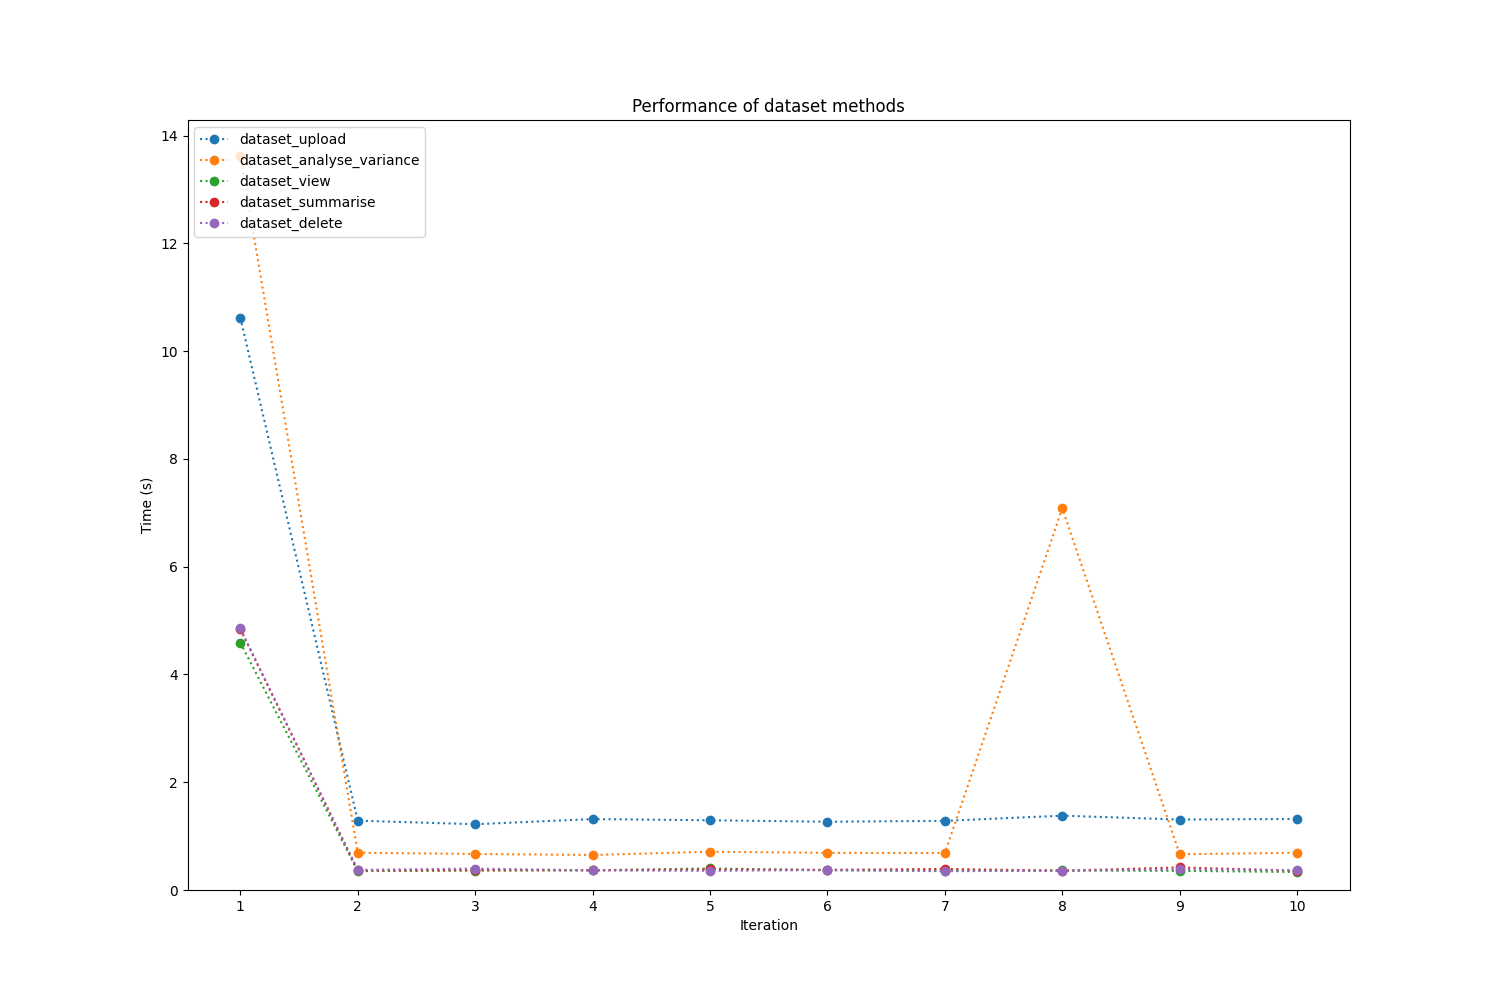 Performance of dataset methods
dataset_upload
dataset_analyse_variance
dataset_view
dataset_summarise
dataset_delete
14
12
10
8
6
4
2
0
Time (s)
1 2 3 4 5 6 7 8 9 10
Iteration